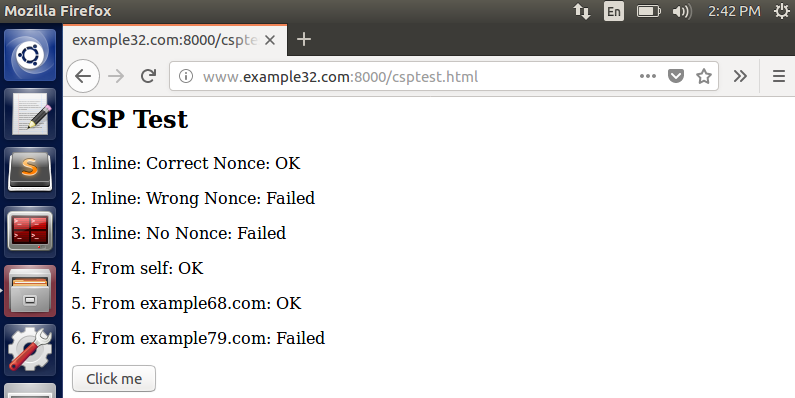 Mozilla Firefox
En
2:42 PM
example32.com:8000/cspte
www.example32.com:8000/csptest.html
CSP Test
1. Inline: Correct Nonce: OK
2. Inline: Wrong Nonce: Failed
3. Inline: No Nonce: Failed
4. From self: OK
5. From example68.com: OK
6. From example79.com: Failed
Click me